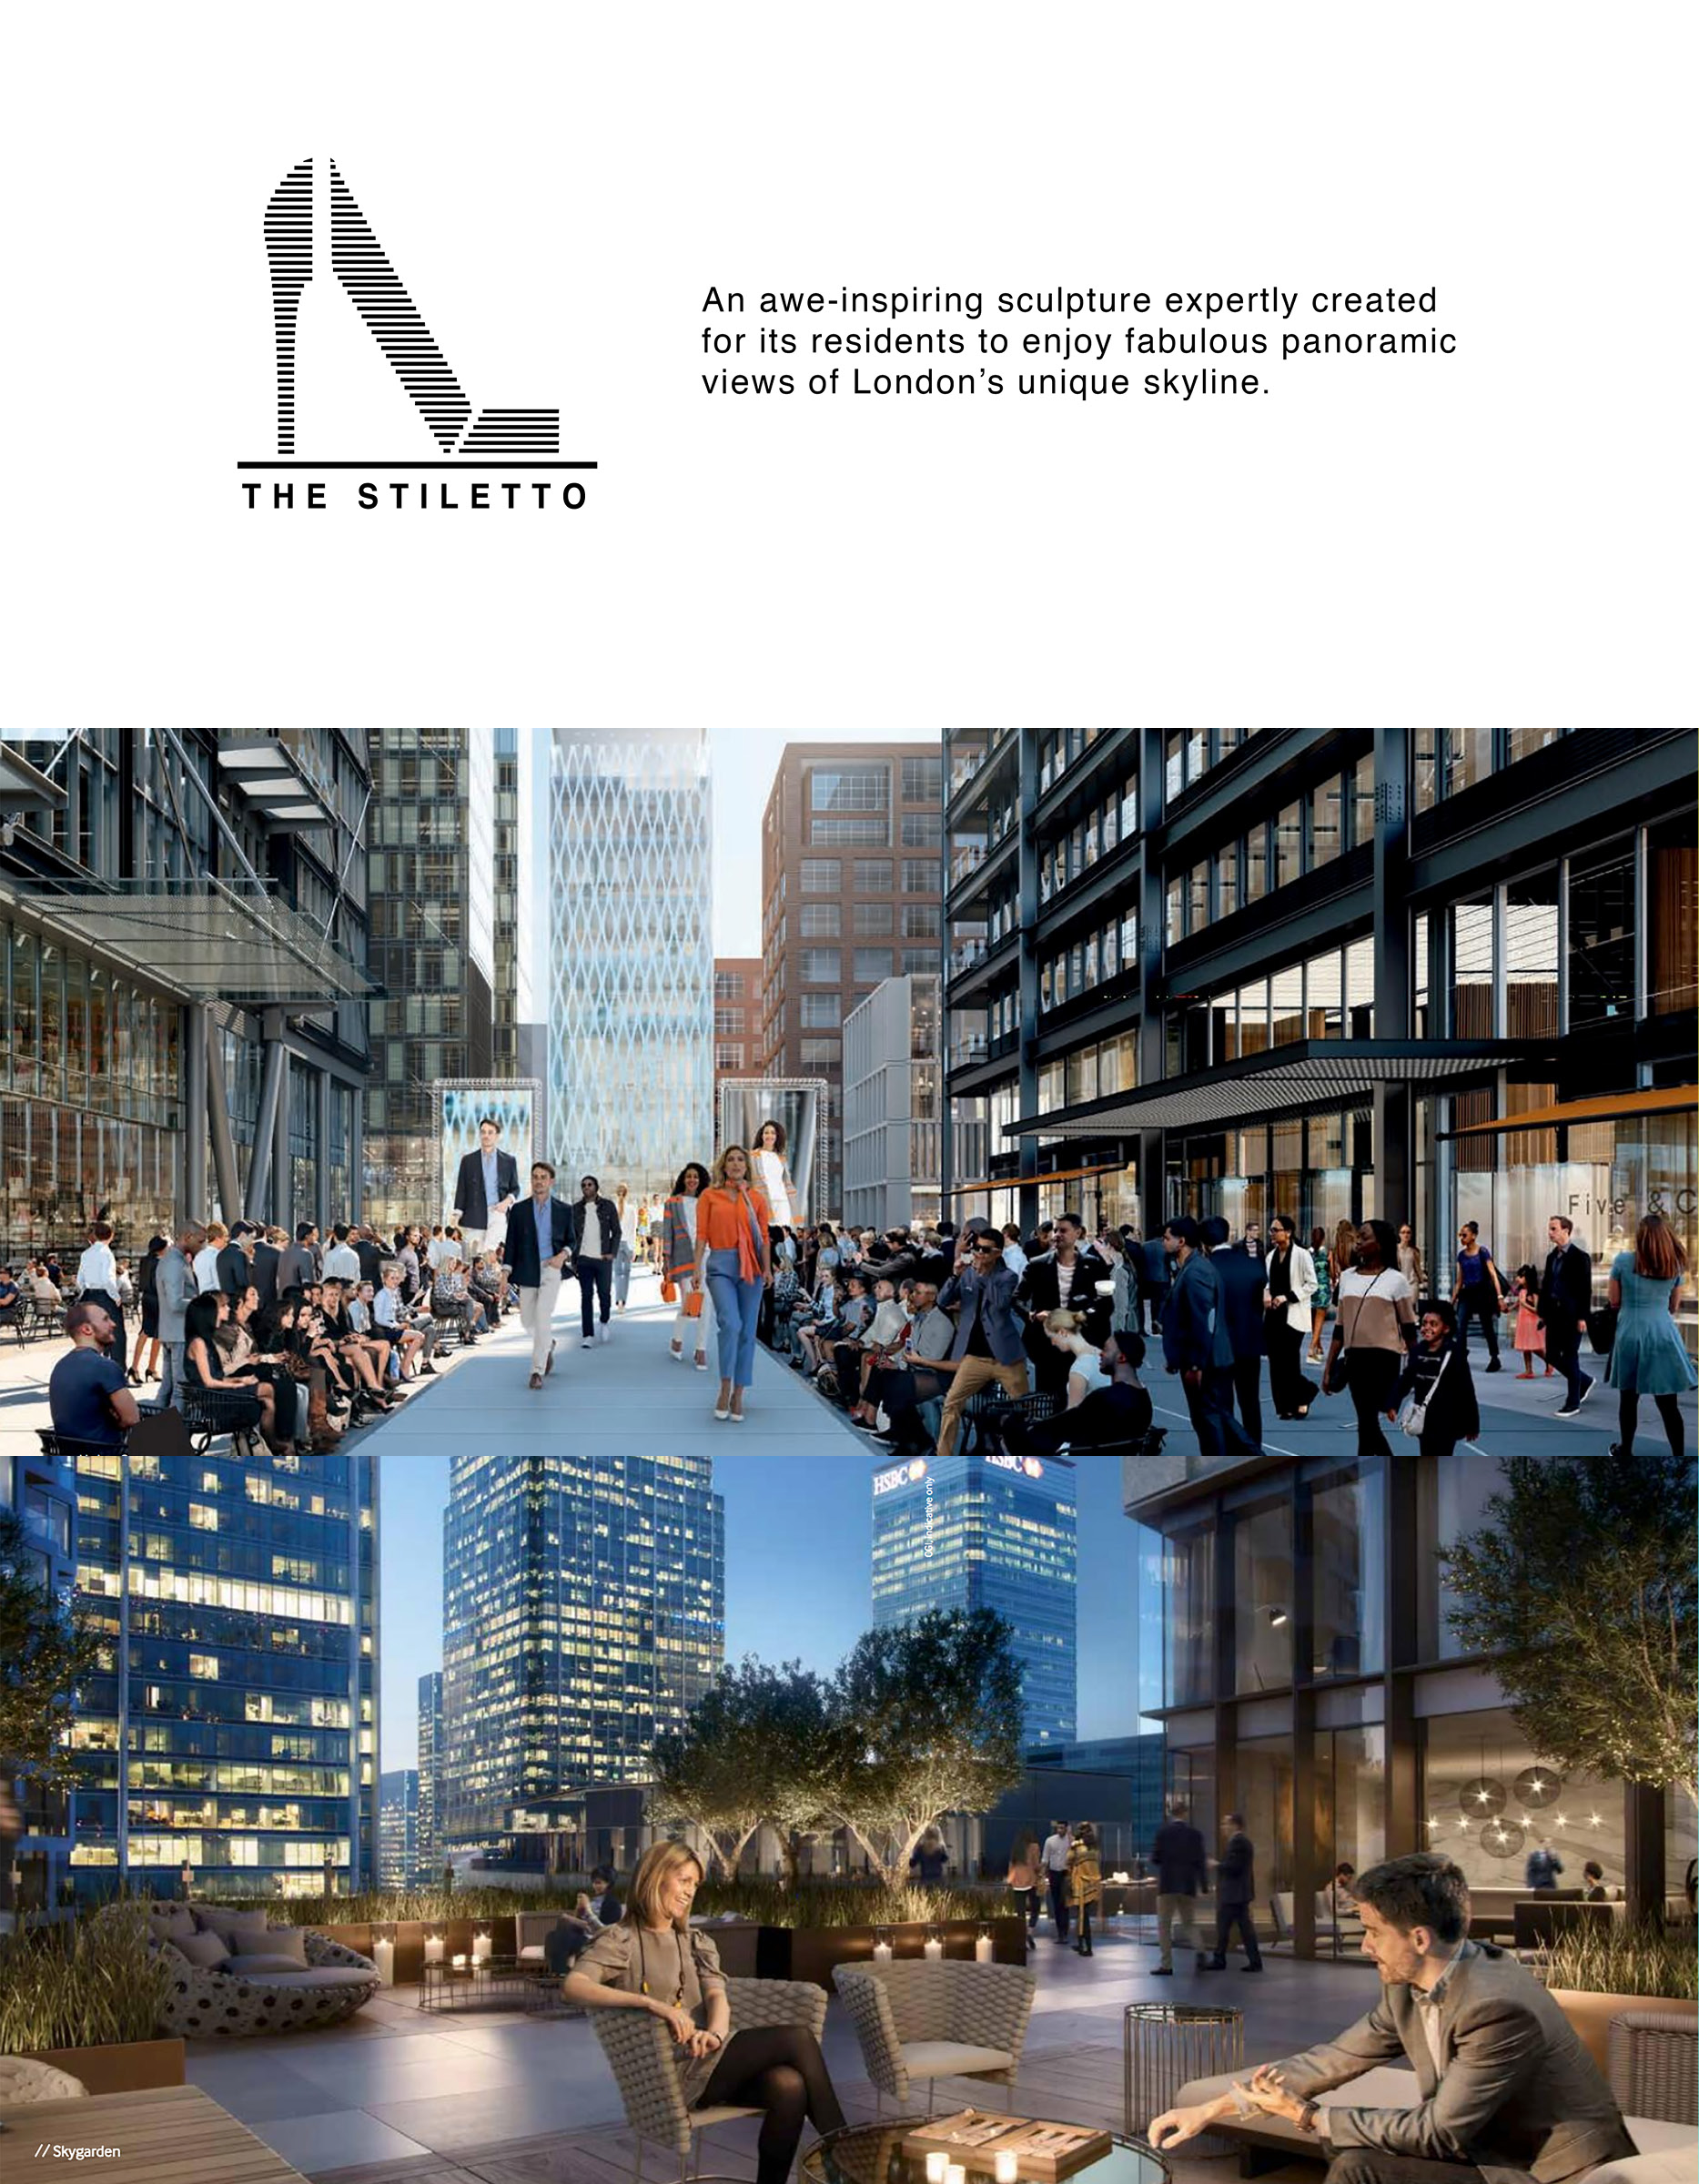 THE STILETTO
An awe-inspiring sculpture expertly created
for its residents to enjoy fabulous panoramic
views of London’s unique skyline.
Five & C
HSBC
HSBC
CGI, indicative only
// Skygarden